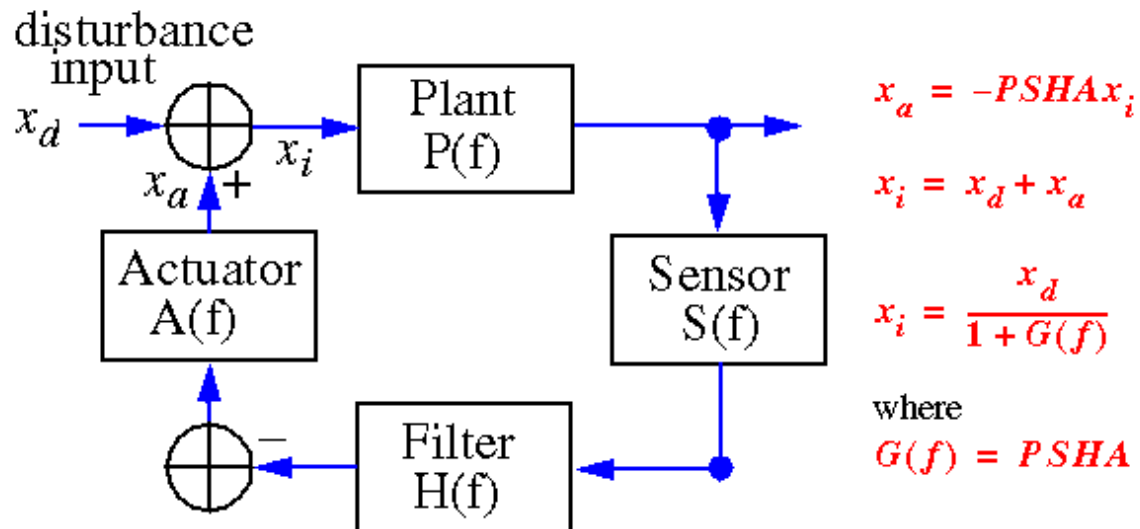 disturbance
input
x_d
x_i
x_a
+
Plant
P(f)
Actuator
A(f)
Sensor
S(f)
−
Filter
H(f)
x_a = −PSHAx_i
x_i = x_d + x_a
x_i = x_d / (1 + G(f))
where
G(f) = PSHA